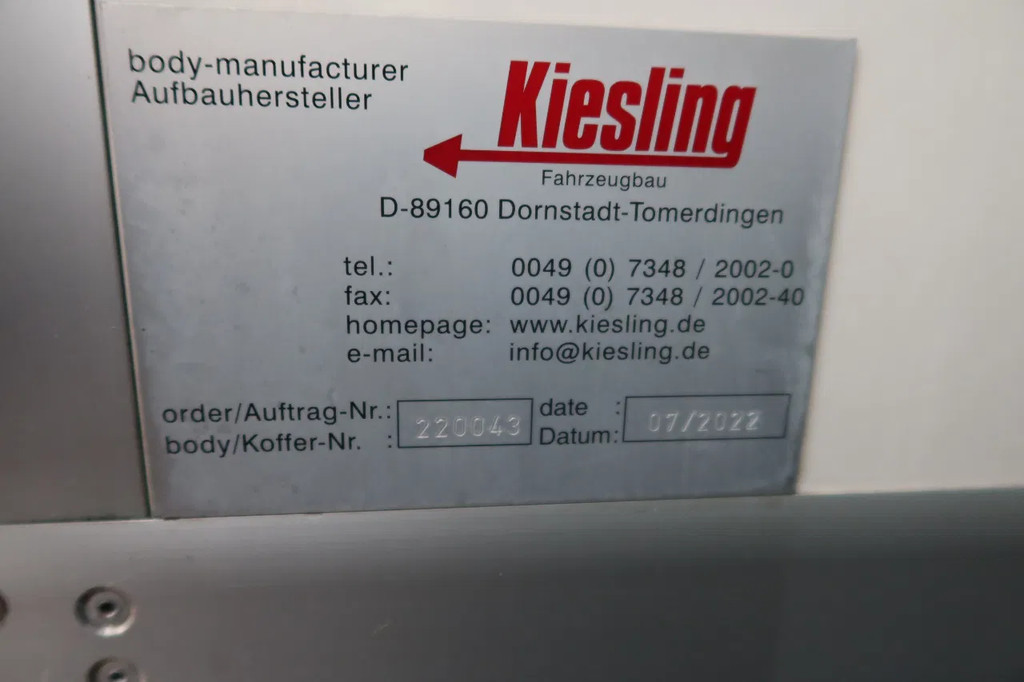 body-manufacturer
Aufbauhersteller
Kiesling
Fahrzeugbau
D-89160 Dornstadt-Tomerdingen
tel.: 0049 (0) 7348 / 2002-0
fax: 0049 (0) 7348 / 2002-40
homepage: www.kiesling.de
e-mail: info@kiesling.de
order/Auftrag-Nr.: 220043 date : 07/2022
body/Koffer-Nr. : Datum: